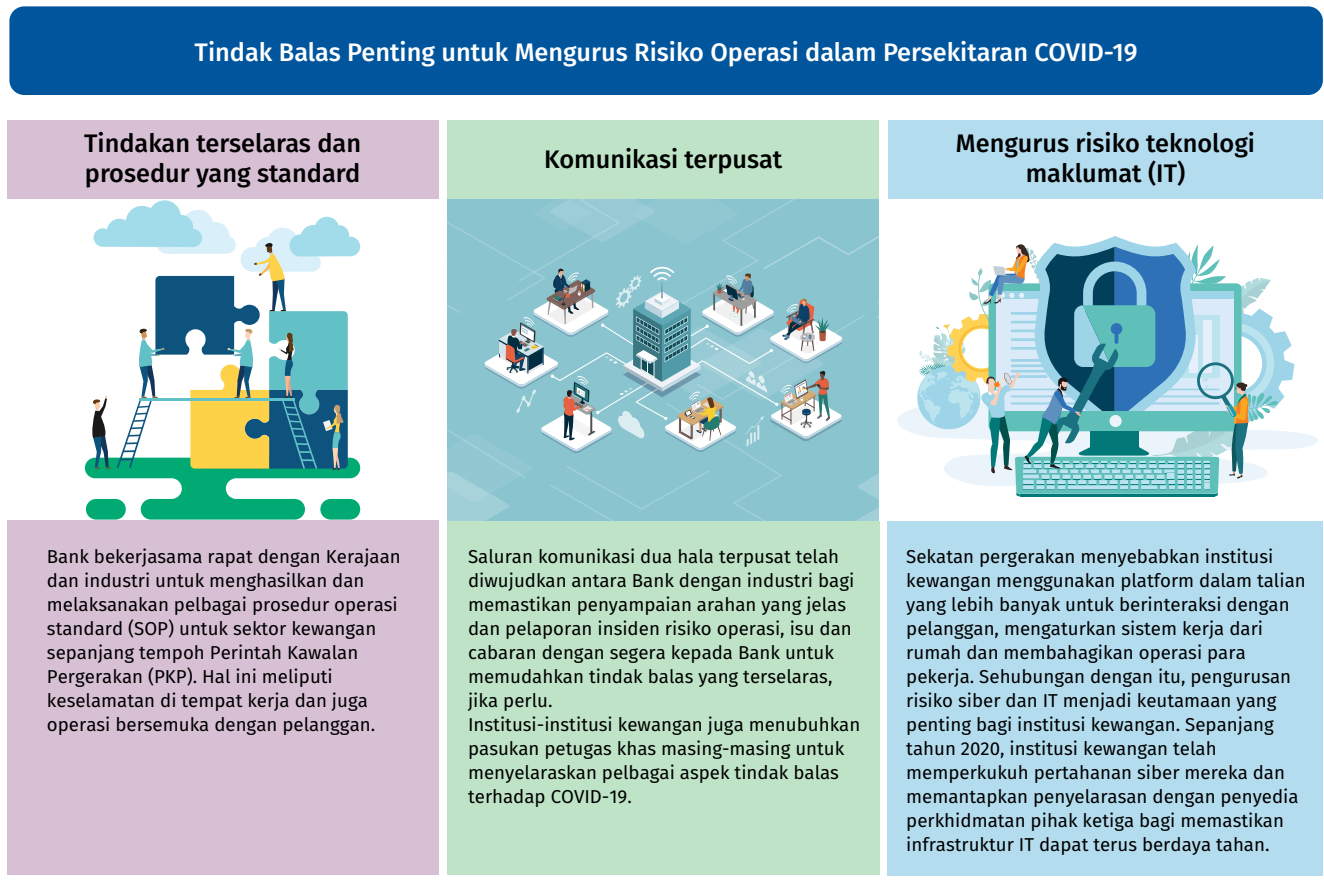 Tindak Balas Penting untuk Mengurus Risiko Operasi dalam Persekitaran COVID-19
Tindakan terselaras dan
prosedur yang standard
Bank bekerjasama rapat dengan Kerajaan
dan industri untuk menghasilkan dan
melaksanakan pelbagai prosedur operasi
standard (SOP) untuk sektor kewangan
sepanjang tempoh Perintah Kawalan
Pergerakan (PKP). Hal ini meliputi
keselamatan di tempat kerja dan juga
operasi bersemuka dengan pelanggan.
Komunikasi terpusat
Saluran komunikasi dua hala terpusat telah
diwujudkan antara Bank dengan industri bagi
memastikan penyampaian arahan yang jelas
dan pelaporan insiden risiko operasi, isu dan
cabaran dengan segera kepada Bank untuk
memudahkan tindak balas yang terselaras,
jika perlu.
Institusi-institusi kewangan juga menubuhkan
pasukan petugas khas masing-masing untuk
menyelaraskan pelbagai aspek tindak balas
terhadap COVID-19.
Mengurus risiko teknologi
maklumat (IT)
Sekatan pergerakan menyebabkan institusi
kewangan menggunakan platform dalam talian
yang lebih banyak untuk berinteraksi dengan
pelanggan, mengaturkan sistem kerja dari
rumah dan membahagikan operasi para
pekerja. Sehubungan dengan itu, pengurusan
risiko siber dan IT menjadi keutamaan yang
penting bagi institusi kewangan. Sepanjang
tahun 2020, institusi kewangan telah
memperkukuh pertahanan siber mereka dan
memantapkan penyelarasan dengan penyedia
perkhidmatan pihak ketiga bagi memastikan
infrastruktur IT dapat terus berdaya tahan.